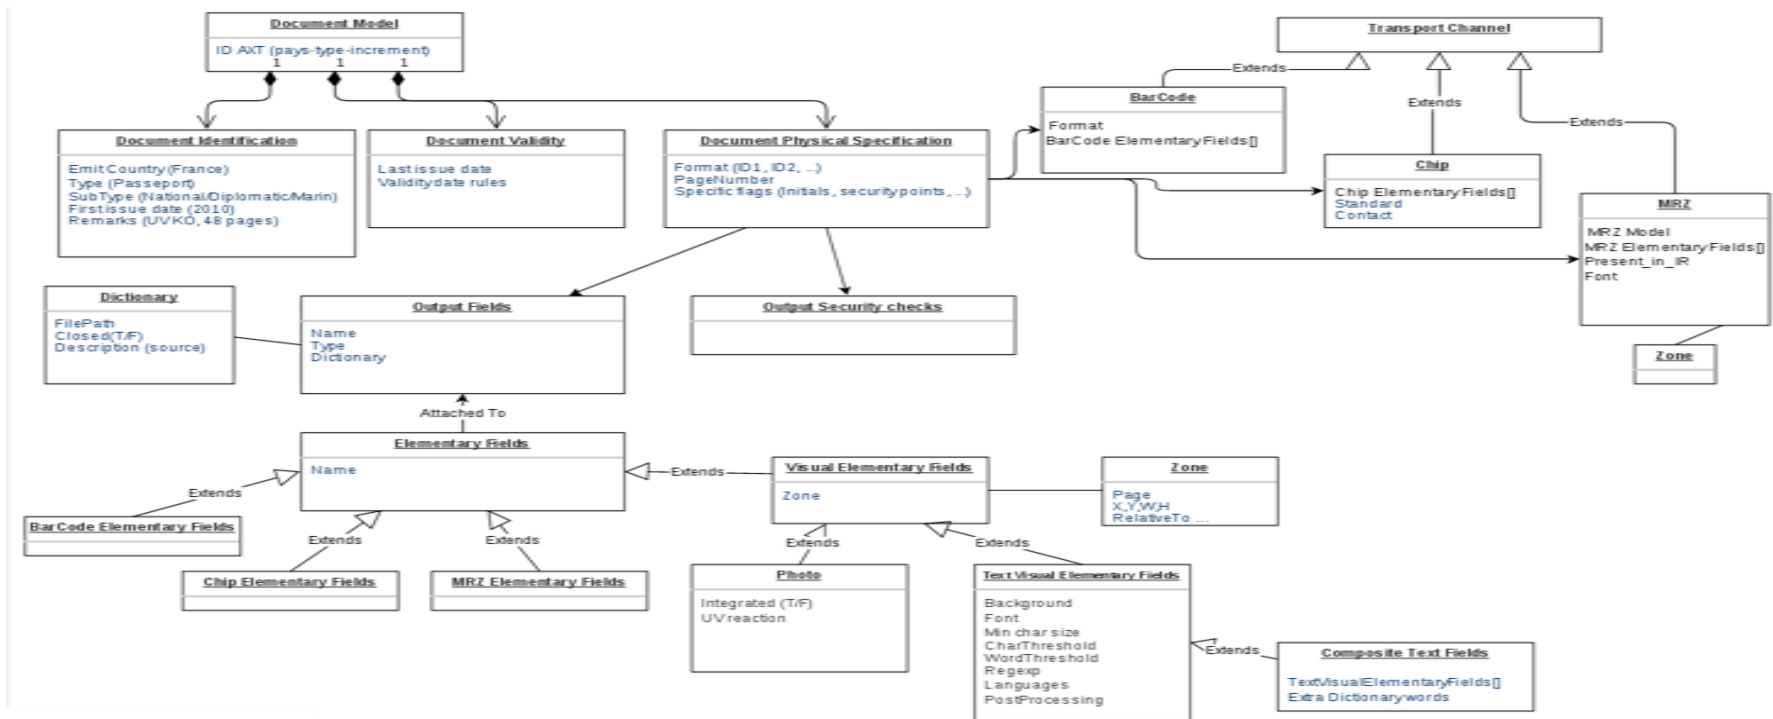 Document Model
ID AXT (pays-type-increment)
1 1 1
Transport Channel
Extends
Extends
Extends
BarCode
Format
BarCode ElementaryFields[]
Chip
Chip ElementaryFields[]
Standard
Contact
MRZ
MRZ Model
MRZ ElementaryFields[]
Present_in_IR
Font
Zone
Document Identification
Emit Country (France)
Type (Passeport)
SubType (National/Diplomatic/Marin)
First issue date (2010)
Remarks (UVKO, 48 pages)
Document Validity
Last issue date
Validity date rules
Document Physical Specification
Format (ID1, ID2, ...)
PageNumber
Specific flags (Initials, security points, ...)
Dictionary
FilePath
Closed(T/F)
Description (source)
Output Fields
Name
Type
Dictionary
Output Security checks
Attached To
Elementary Fields
Name
Extends
BarCode Elementary Fields
Extends
Chip Elementary Fields
Extends
MRZ Elementary Fields
Extends
Visual Elementary Fields
Zone
Zone
Page
X,Y,W,H
RelativeTo ...
Extends
Photo
Integrated (T/F)
UV reaction
Extends
Text Visual Elementary Fields
Background
Font
Min char size
CharThreshold
WordThreshold
Regexp
Languages
PostProcessing
Extends
Composite Text Fields
TextVisualElementaryFields[]
Extra Dictionary words